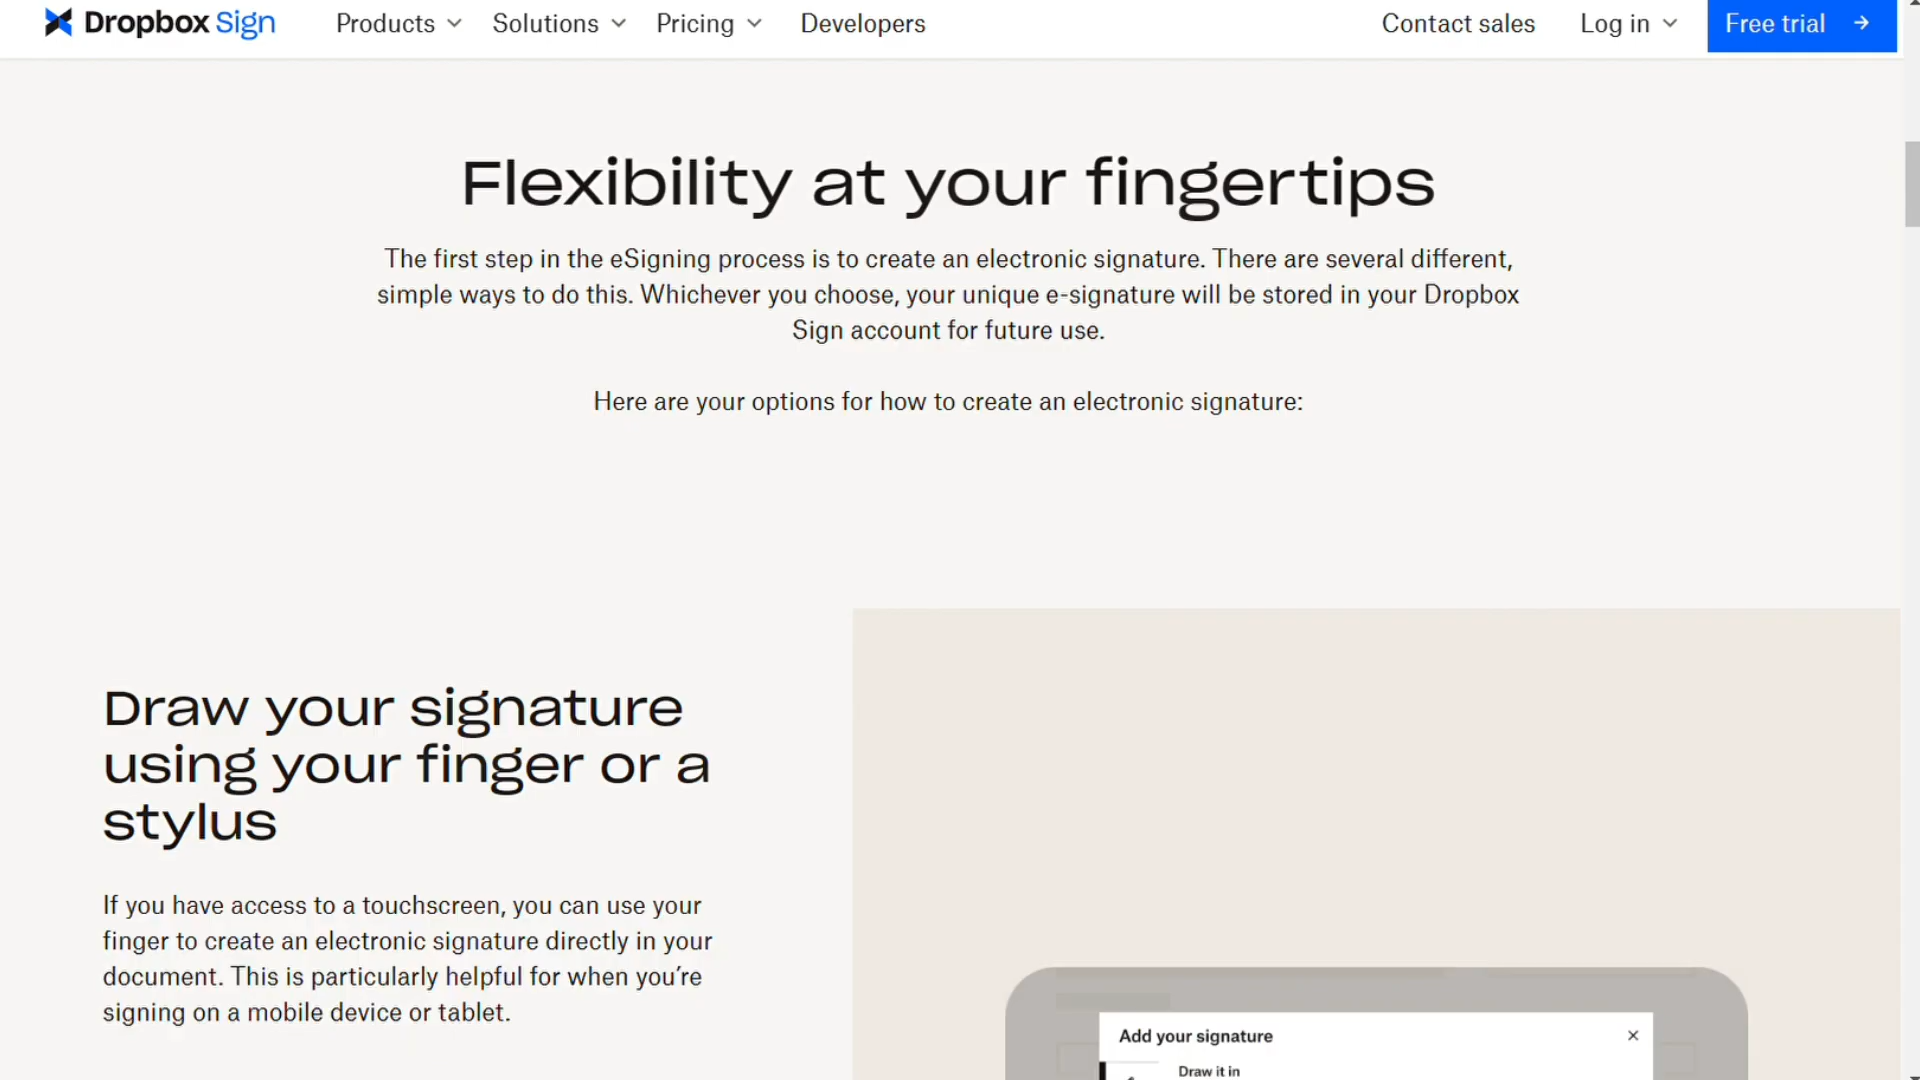 Dropbox Sign Products Solutions Pricing Developers Contact sales Log in Free trial
Flexibility at your fingertips
The first step in the eSigning process is to create an electronic signature. There are several different,
simple ways to do this. Whichever you choose, your unique e-signature will be stored in your Dropbox
Sign account for future use.
Here are your options for how to create an electronic signature:
Draw your signature
using your finger or a
stylus
If you have access to a touchscreen, you can use your
finger to create an electronic signature directly in your
document. This is particularly helpful for when you’re
signing on a mobile device or tablet.
Add your signature
Draw it in